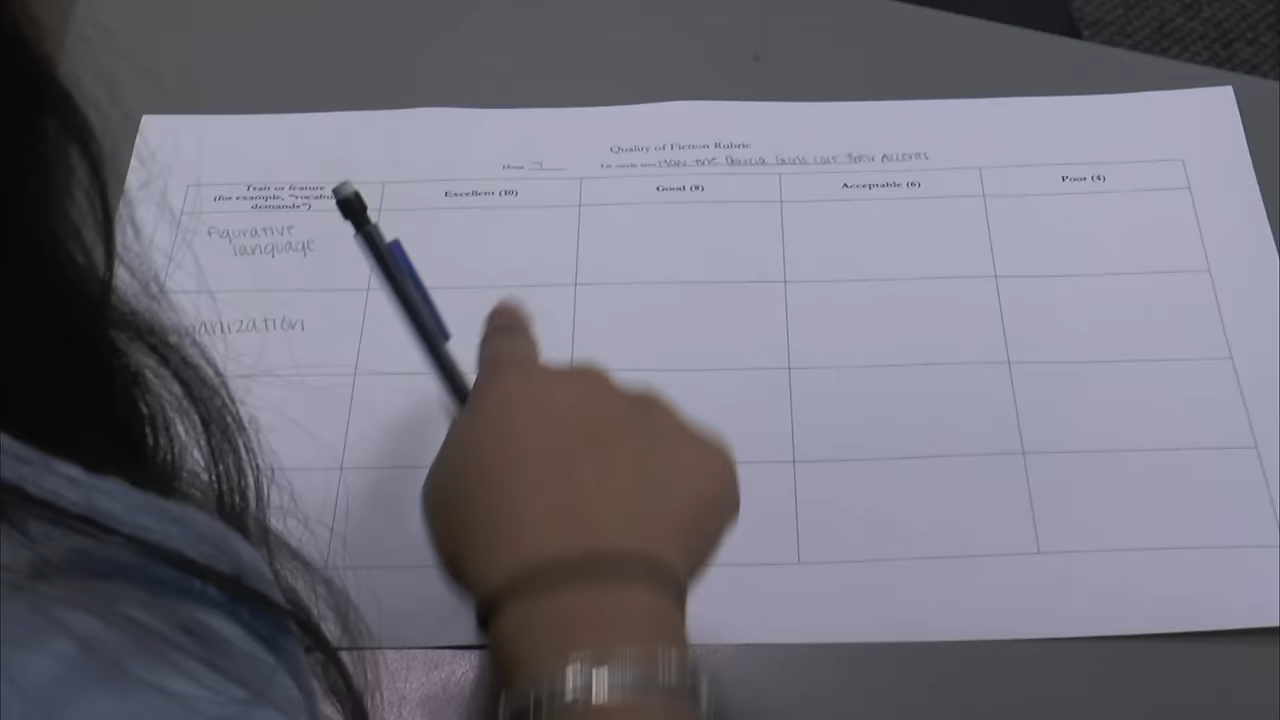 Quality of Fiction Rubric
How the Garcia Girls Lost Their Accents
Trait or feature
(for example, "vocabu
demands")
Excellent (10)
Good (8)
Acceptable (6)
Poor (4)
figurative
language
ganization